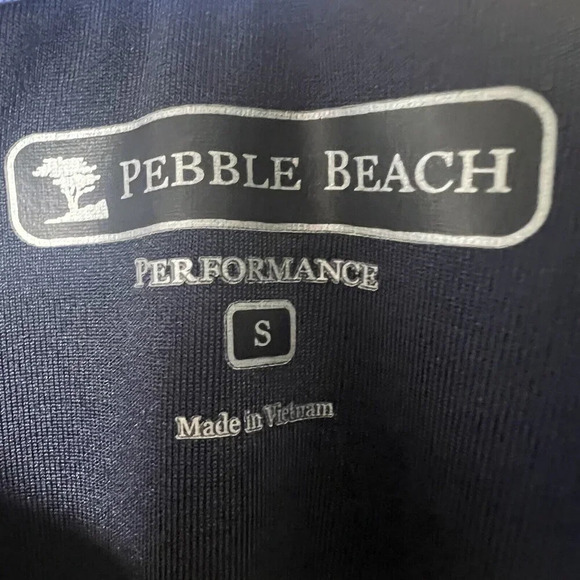 PEBBLE BEACH
PERFORMANCE
S
Made in Vietnam